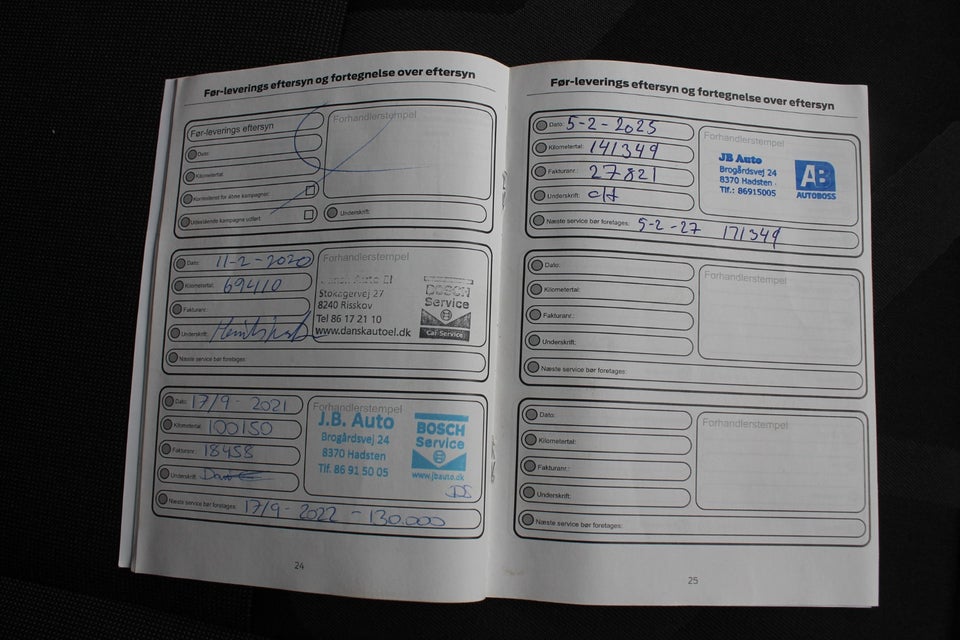 Før-leverings eftersyn og fortegnelse over eftersyn
Før-leverings eftersyn
Dato:
Kilometertal:
Kontrolleret for åbne kampagner:
Udestående kampagne udført:
Forhandlerstempel
Underskrift:
Dato: 11-2-2020
Kilometertal: 69410
Fakturanr.:
Underskrift:
Næste service bør foretages:
Forhandlerstempel
Stokagervej 27
8240 Risskov
Tel 86 17 21 10
www.danskautoel.dk
BOSCH
Service
Car-Service
Dato: 17/9-2021
Kilometertal: 100150
Fakturanr.: 18458
Underskrift:
Næste service bør foretages: 17/9-2022 - 130.000
Forhandlerstempel
J.B. Auto
Brogårdsvej 24
8370 Hadsten
Tlf. 86 91 50 05
BOSCH
Service
www.jbauto.dk
24
Før-leverings eftersyn og fortegnelse over eftersyn
Dato: 5-2-2025
Kilometertal: 141349
Fakturanr.: 27821
Underskrift:
Næste service bør foretages: 5-2-27 171349
Forhandlerstempel
JB Auto
Brogårdsvej 24
8370 Hadsten
Tlf.: 86915005
AB
AUTOBOSS
Dato:
Kilometertal:
Fakturanr.:
Underskrift:
Næste service bør foretages:
Forhandlerstempel
Dato:
Kilometertal:
Fakturanr.:
Underskrift:
Næste service bør foretages:
Forhandlerstempel
25